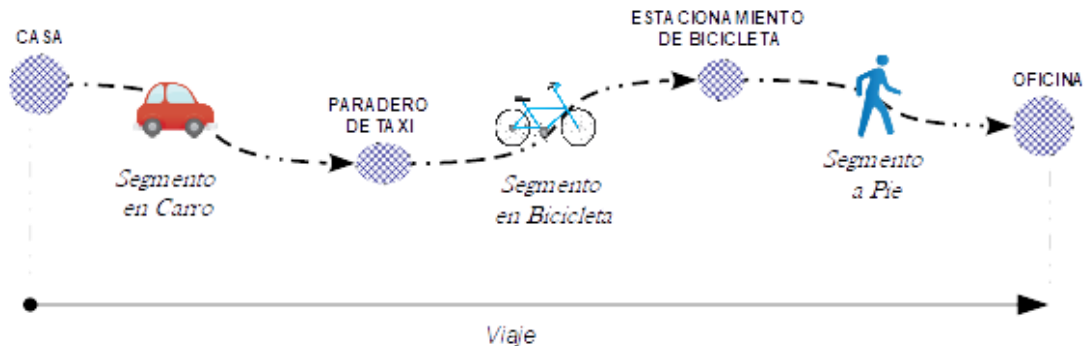 CASA
Segmento
en Carro
PARADERO
DE TAXI
Segmento
en Bicicleta
ESTACIONAMIENTO
DE BICICLETA
Segmento
a Pie
OFICINA
Viaje